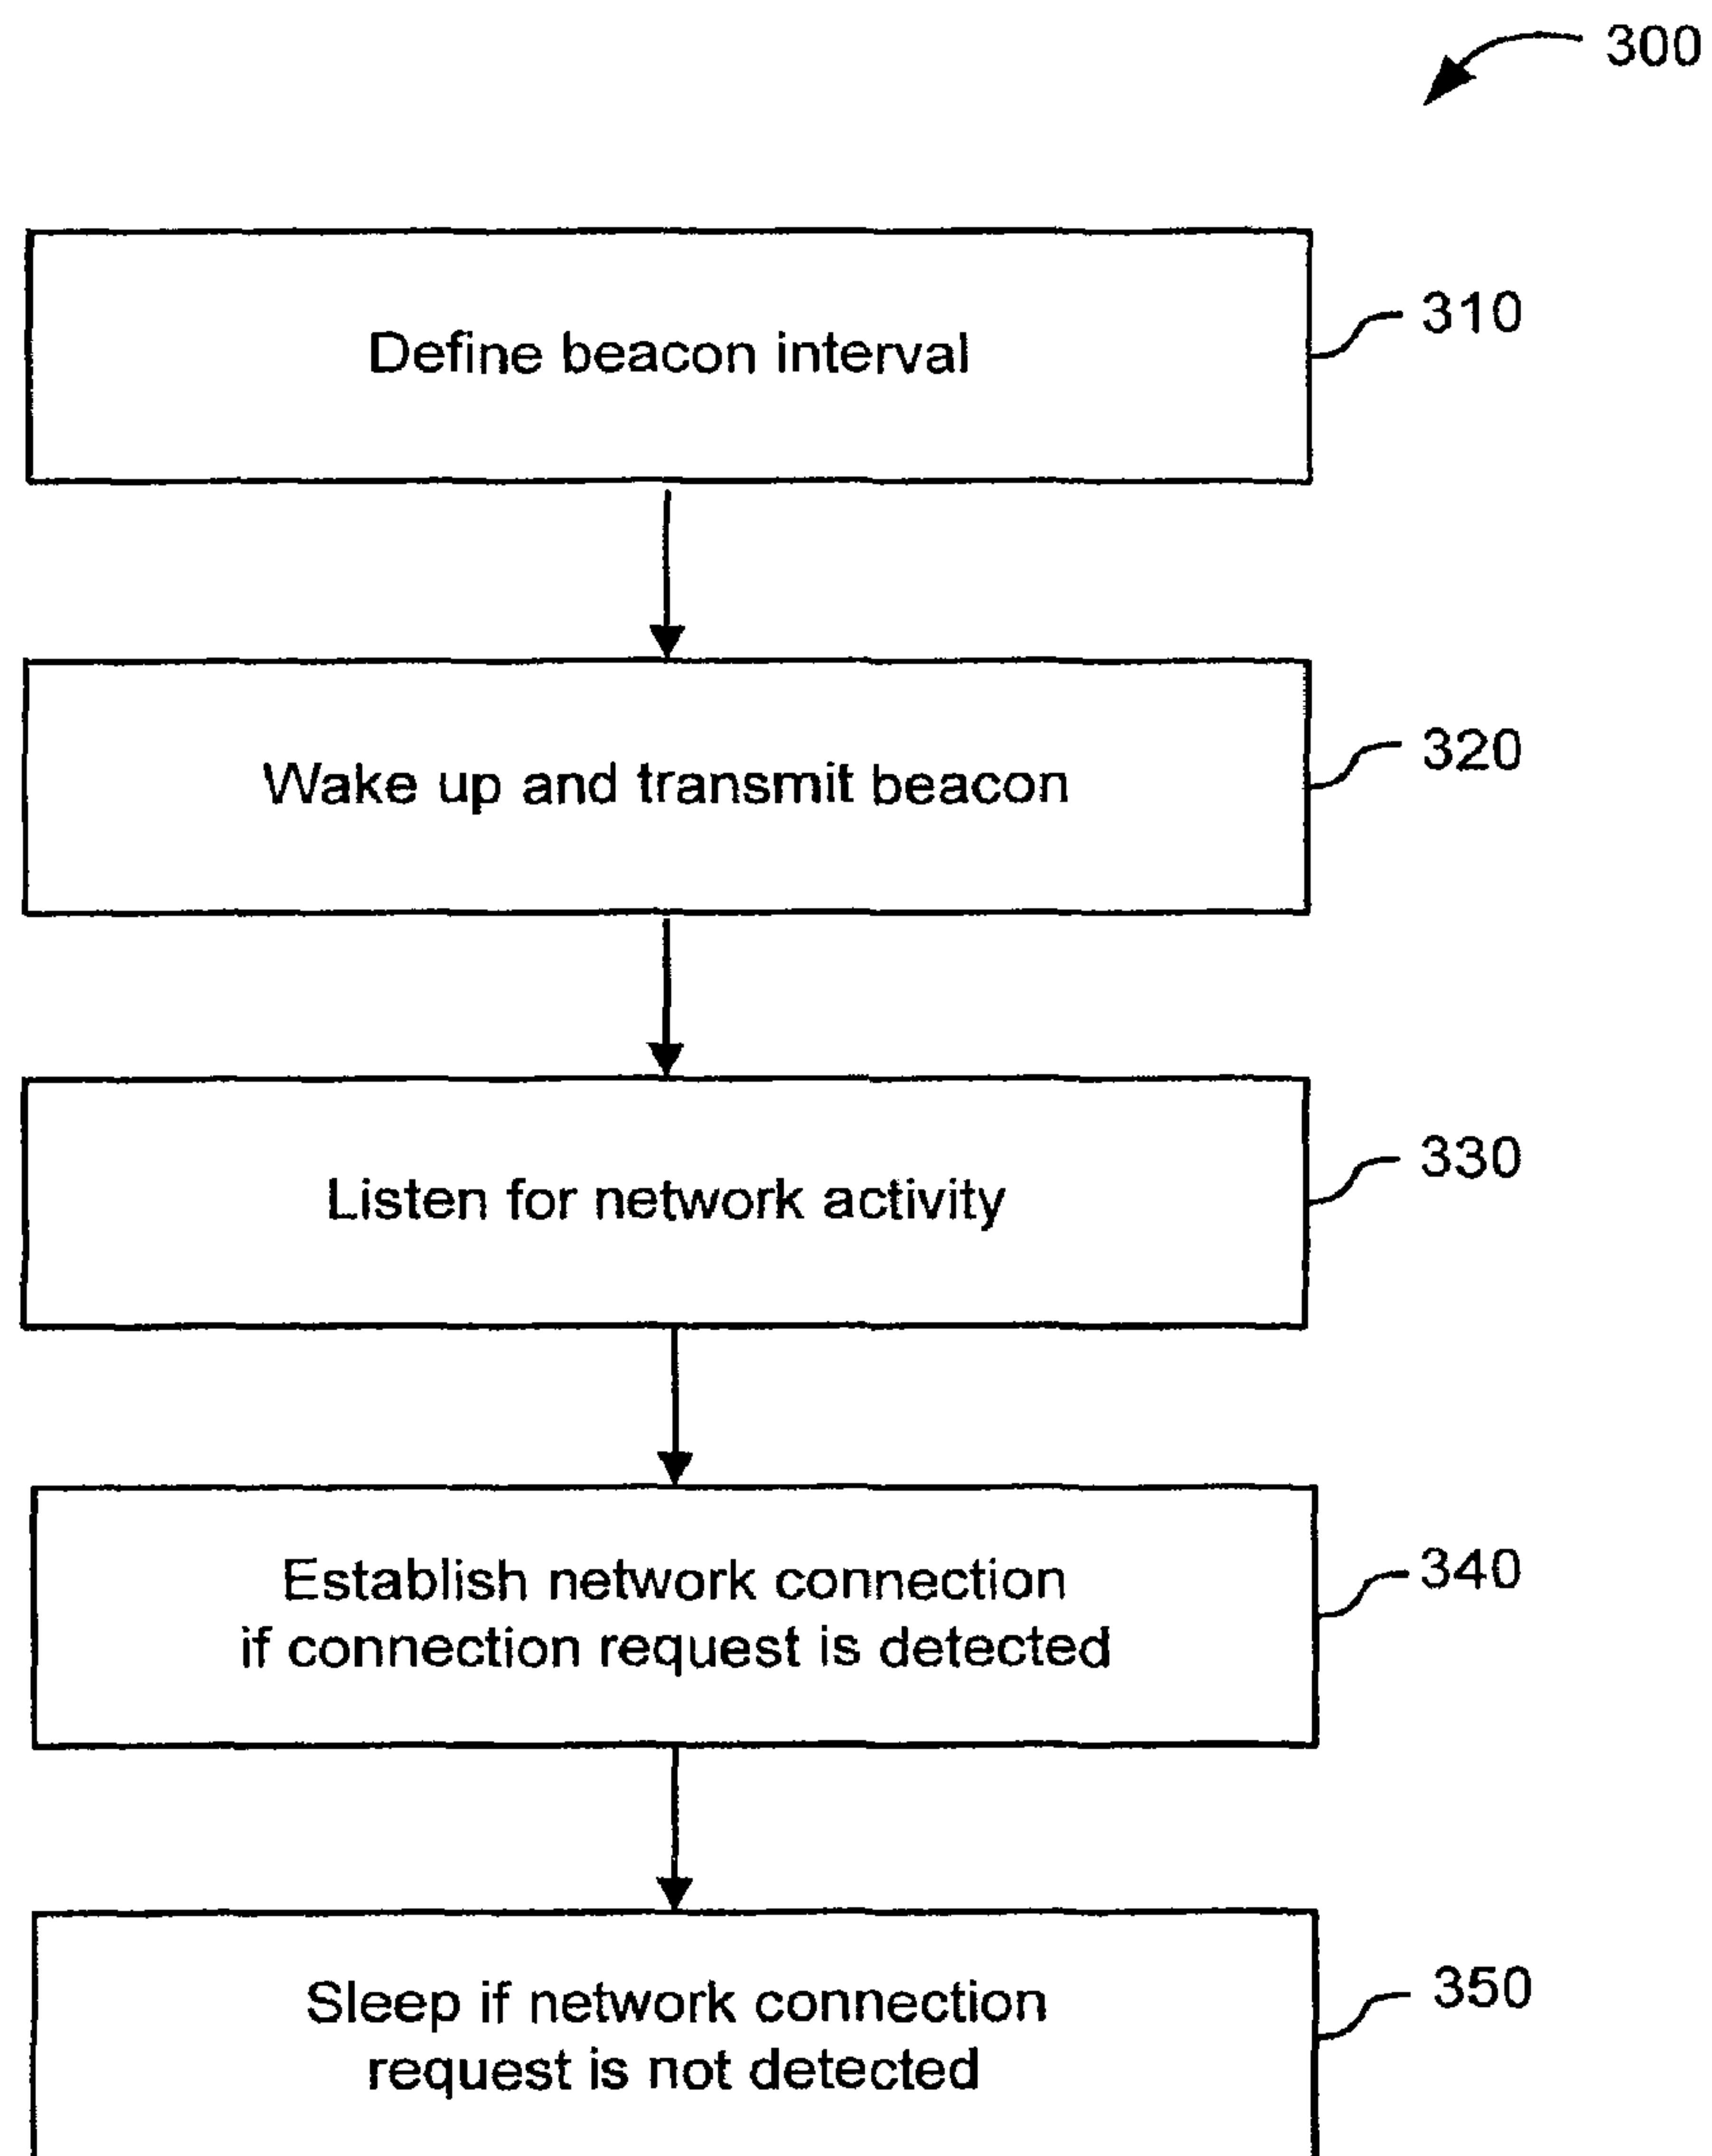 300
Define beacon interval
310
Wake up and transmit beacon
320
Listen for network activity
330
Establish network connection
if connection request is detected
340
Sleep if network connection
request is not detected
350